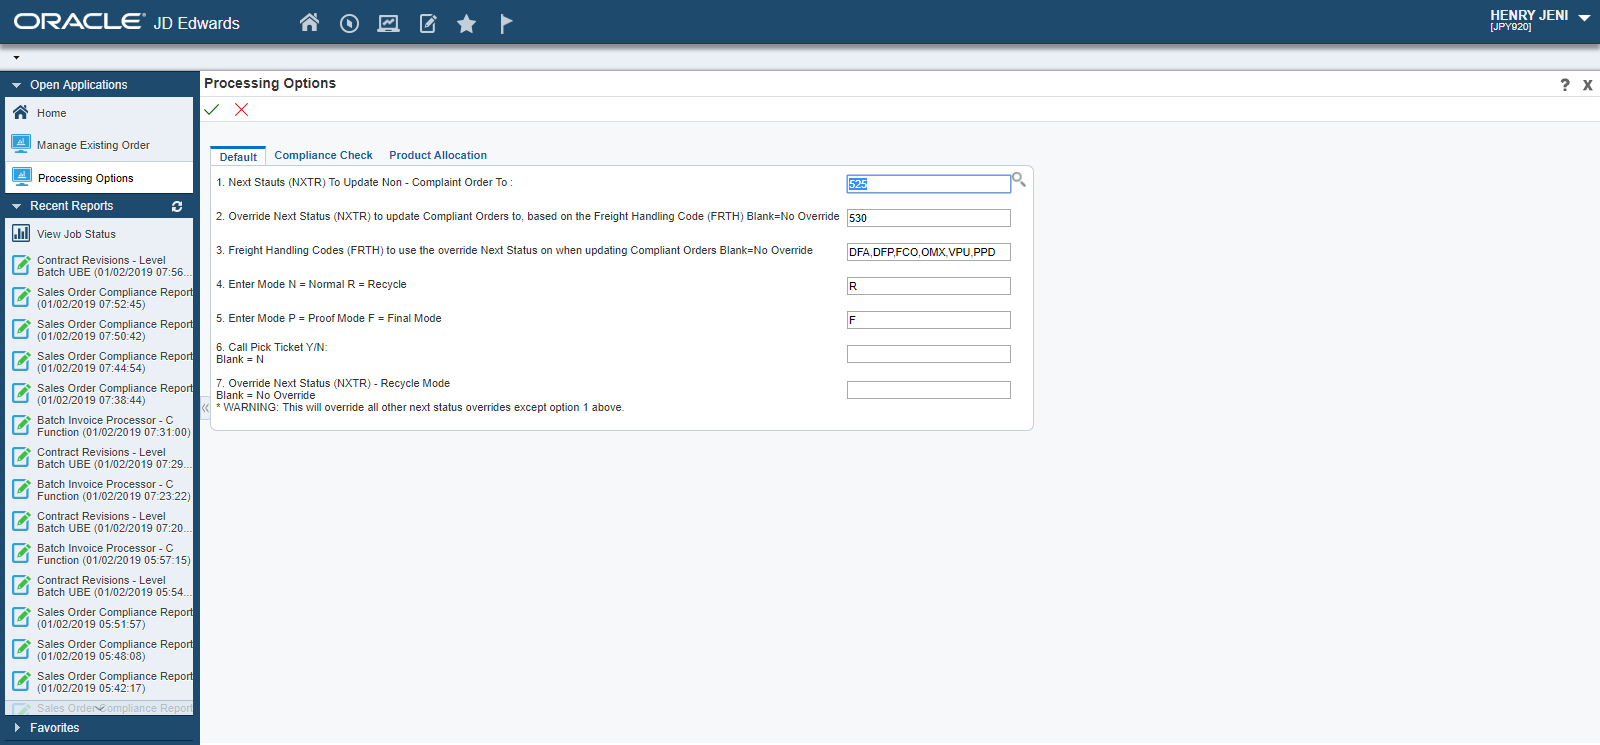 ORACLE JD Edwards
HENRY JENI
[JPY920]
Open Applications
Home
Manage Existing Order
Processing Options
Recent Reports
View Job Status
Contract Revisions - Level
Batch UBE (01/02/2019 07:56...
Sales Order Compliance Report
(01/02/2019 07:52:45)
Sales Order Compliance Report
(01/02/2019 07:50:42)
Sales Order Compliance Report
(01/02/2019 07:44:54)
Sales Order Compliance Report
(01/02/2019 07:38:44)
Batch Invoice Processor - C
Function (01/02/2019 07:31:00)
Contract Revisions - Level
Batch UBE (01/02/2019 07:29...
Batch Invoice Processor - C
Function (01/02/2019 07:23:22)
Contract Revisions - Level
Batch UBE (01/02/2019 07:20...
Batch Invoice Processor - C
Function (01/02/2019 05:57:15)
Contract Revisions - Level
Batch UBE (01/02/2019 05:54...
Sales Order Compliance Report
(01/02/2019 05:51:57)
Sales Order Compliance Report
(01/02/2019 05:48:08)
Sales Order Compliance Report
(01/02/2019 05:42:17)
Sales Order Compliance Report
Favorites
Processing Options
? X
Default Compliance Check Product Allocation
1. Next Stauts (NXTR) To Update Non - Complaint Order To : 525
2. Override Next Status (NXTR) to update Compliant Orders to, based on the Freight Handling Code (FRTH) Blank=No Override 530
3. Freight Handling Codes (FRTH) to use the override Next Status on when updating Compliant Orders Blank=No Override DFA,DFP,FCO,OMX,VPU,PPD
4. Enter Mode N = Normal R = Recycle R
5. Enter Mode P = Proof Mode F = Final Mode F
6. Call Pick Ticket Y/N:
Blank = N
7. Override Next Status (NXTR) - Recycle Mode
Blank = No Override
* WARNING: This will override all other next status overrides except option 1 above.